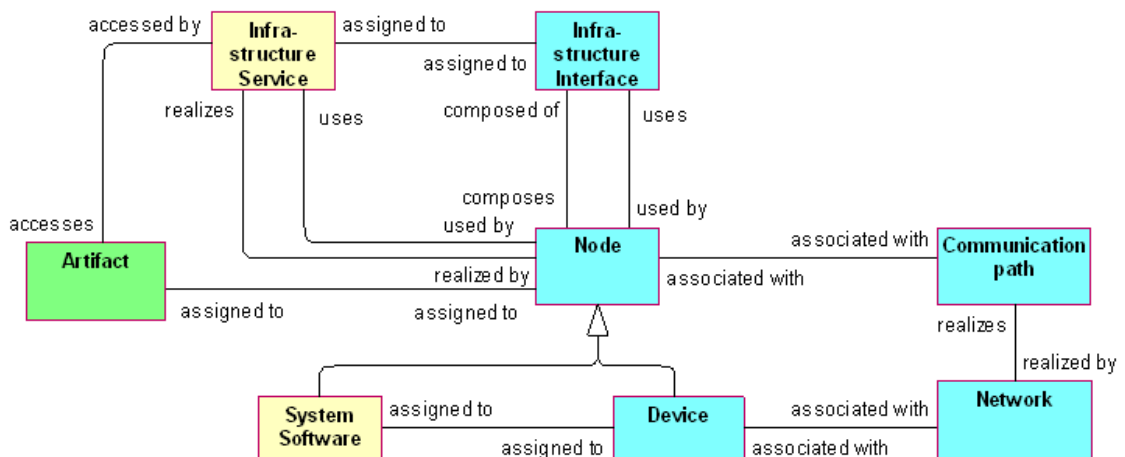 accessed by
Infra-
structure
Service
assigned to
assigned to
Infra-
structure
Interface
realizes
uses
composed of
uses
accesses
composes
used by
used by
Artifact
Node
associated with
Communication
path
realized by
associated with
assigned to
assigned to
realizes
realized by
System
Software
assigned to
assigned to
Device
associated with
associated with
Network